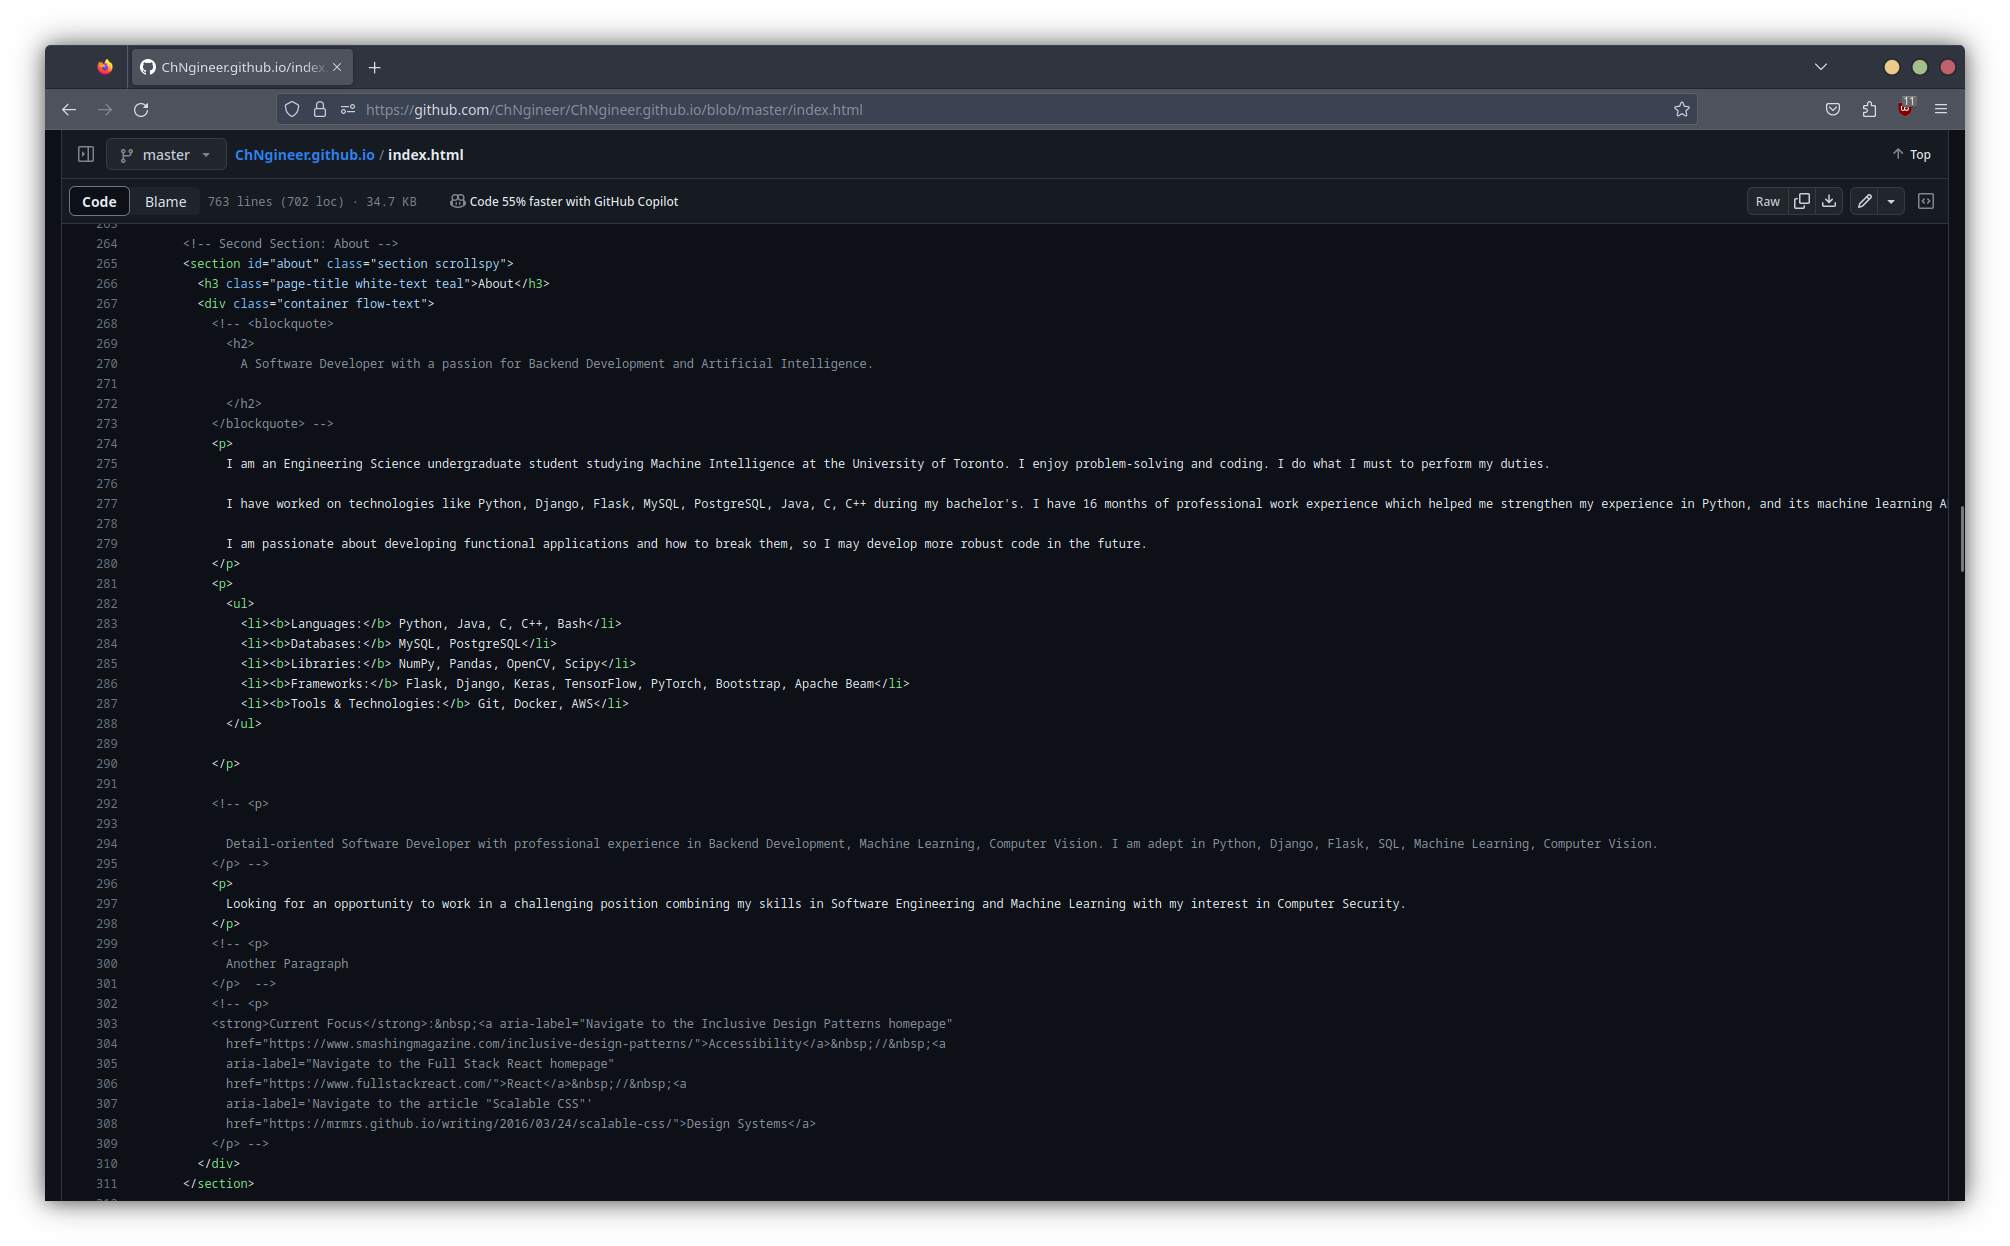 ChNgineer.github.io/index
https://github.com/ChNgineer/ChNgineer.github.io/blob/master/index.html
11
master
ChNgineer.github.io / index.html
Top
Code
Blame
763 lines (702 loc) · 34.7 KB
Code 55% faster with GitHub Copilot
Raw
263
264 <!-- Second Section: About -->
265 <section id="about" class="section scrollspy">
266 <h3 class="page-title white-text teal">About</h3>
267 <div class="container flow-text">
268 <!-- <blockquote>
269 <h2>
270 A Software Developer with a passion for Backend Development and Artificial Intelligence.
271
272 </h2>
273 </blockquote> -->
274 <p>
275 I am an Engineering Science undergraduate student studying Machine Intelligence at the University of Toronto. I enjoy problem-solving and coding. I do what I must to perform my duties.
276
277 I have worked on technologies like Python, Django, Flask, MySQL, PostgreSQL, Java, C, C++ during my bachelor's. I have 16 months of professional work experience which helped me strengthen my experience in Python, and its machine learning A
278
279 I am passionate about developing functional applications and how to break them, so I may develop more robust code in the future.
280 </p>
281 <p>
282 <ul>
283 <li><b>Languages:</b> Python, Java, C, C++, Bash</li>
284 <li><b>Databases:</b> MySQL, PostgreSQL</li>
285 <li><b>Libraries:</b> NumPy, Pandas, OpenCV, Scipy</li>
286 <li><b>Frameworks:</b> Flask, Django, Keras, TensorFlow, PyTorch, Bootstrap, Apache Beam</li>
287 <li><b>Tools & Technologies:</b> Git, Docker, AWS</li>
288 </ul>
289
290 </p>
291
292 <!-- <p>
293
294 Detail-oriented Software Developer with professional experience in Backend Development, Machine Learning, Computer Vision. I am adept in Python, Django, Flask, SQL, Machine Learning, Computer Vision.
295 </p> -->
296 <p>
297 Looking for an opportunity to work in a challenging position combining my skills in Software Engineering and Machine Learning with my interest in Computer Security.
298 </p>
299 <!-- <p>
300 Another Paragraph
301 </p>  -->
302 <!-- <p>
303 <strong>Current Focus</strong>:&nbsp;<a aria-label="Navigate to the Inclusive Design Patterns homepage"
304 href="https://www.smashingmagazine.com/inclusive-design-patterns/">Accessibility</a>&nbsp;//&nbsp;<a
305 aria-label="Navigate to the Full Stack React homepage"
306 href="https://www.fullstackreact.com/">React</a>&nbsp;//&nbsp;<a
307 aria-label='Navigate to the article "Scalable CSS"'
308 href="https://mrmrs.github.io/writing/2016/03/24/scalable-css/">Design Systems</a>
309 </p> -->
310 </div>
311 </section>